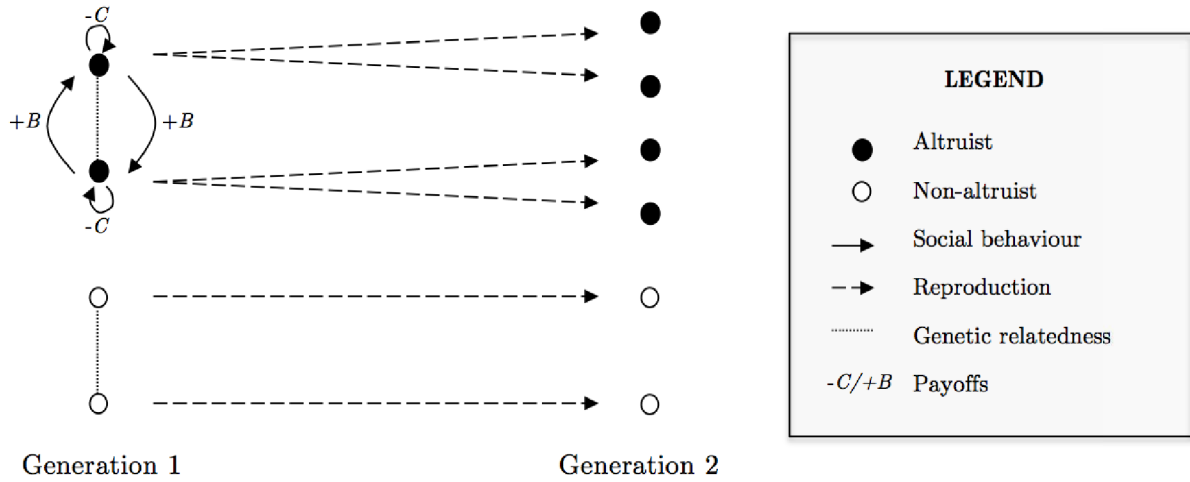 -C
+B
+B
-C
Generation 1
Generation 2
LEGEND
Altruist
Non-altruist
Social behaviour
Reproduction
Genetic relatedness
-C/+B Payoffs